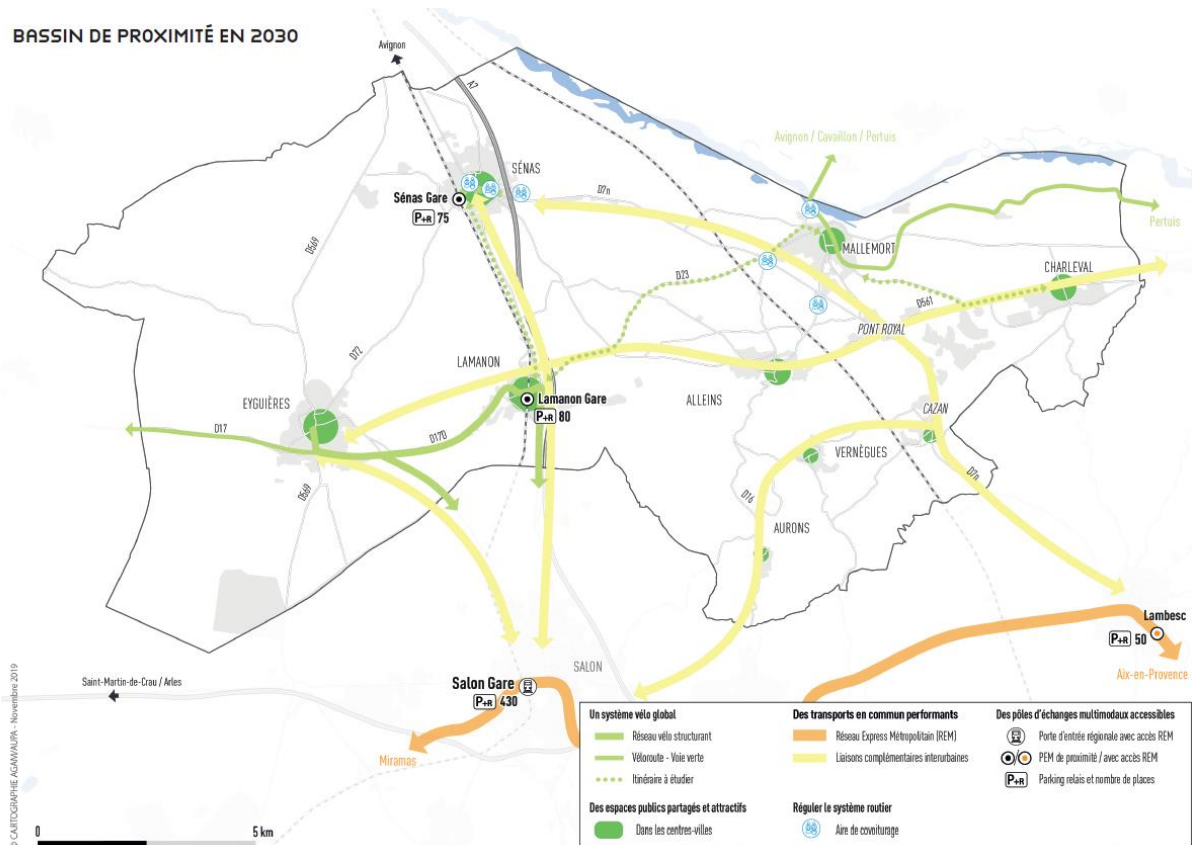 BASSIN DE PROXIMITÉ EN 2030
Avignon
A7
Avignon / Cavaillon / Pertuis
SÉNAS
D7n
Sénas Gare
P+R 75
MALLEMORT
Pertuis
D569
CHARLEVAL
D23
D561
PONT ROYAL
D72
LAMANON
ALLEINS
Lamanon Gare
P+R 80
EYGUIÈRES
CAZAN
D17
D17D
VERNÈGUES
D569
D16
D7n
AURONS
Lambesc
P+R 50
SALON
Aix-en-Provence
Saint-Martin-de-Crau / Arles
Salon Gare
P+R 430
Miramas
Un système vélo global
Réseau vélo structurant
Véloroute - Voie verte
Itinéraire à étudier
Des espaces publics partagés et attractifs
Dans les centres-villes
Des transports en commun performants
Réseau Express Métropolitain (REM)
Liaisons complémentaires interurbaines
Réguler le système routier
Aire de covoiturage
Des pôles d'échanges multimodaux accessibles
Porte d'entrée régionale avec accès REM
PEM de proximité / avec accès REM
P+R Parking relais et nombre de places
0 5 km
© CARTOGRAPHIE AGAM/AUPA - Novembre 2019